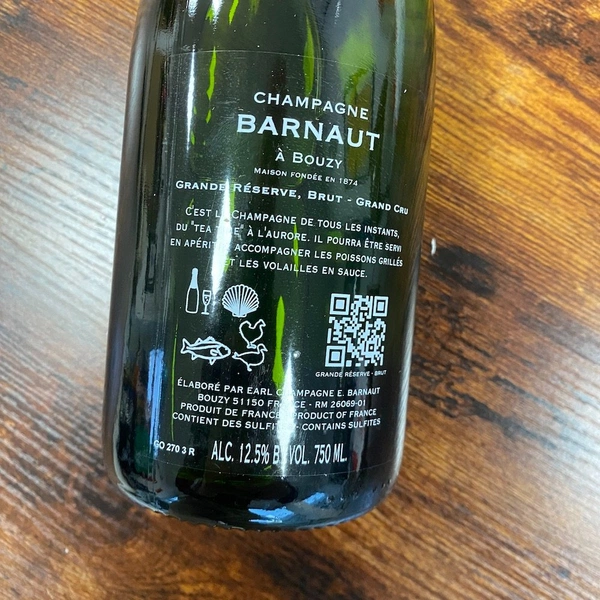 CHAMPAGNE
BARNAUT
À BOUZY
MAISON FONDÉE EN 1874
GRANDE RÉSERVE, BRUT - GRAND CRU
C'EST LE CHAMPAGNE DE TOUS LES INSTANTS,
DU "TEA TIME" À L'AURORE. IL POURRA ÊTRE SERVI
EN APÉRITIF, ACCOMPAGNER LES POISSONS GRILLÉS
ET LES VOLAILLES EN SAUCE.
GRANDE RÉSERVE - BRUT
ÉLABORÉ PAR EARL CHAMPAGNE E. BARNAUT
BOUZY 51150 FRANCE - RM 26069-01
PRODUIT DE FRANCE - PRODUCT OF FRANCE
CONTIENT DES SULFITES - CONTAINS SULFITES
GO 270 3 R
ALC. 12.5% BY VOL. 750 ML.